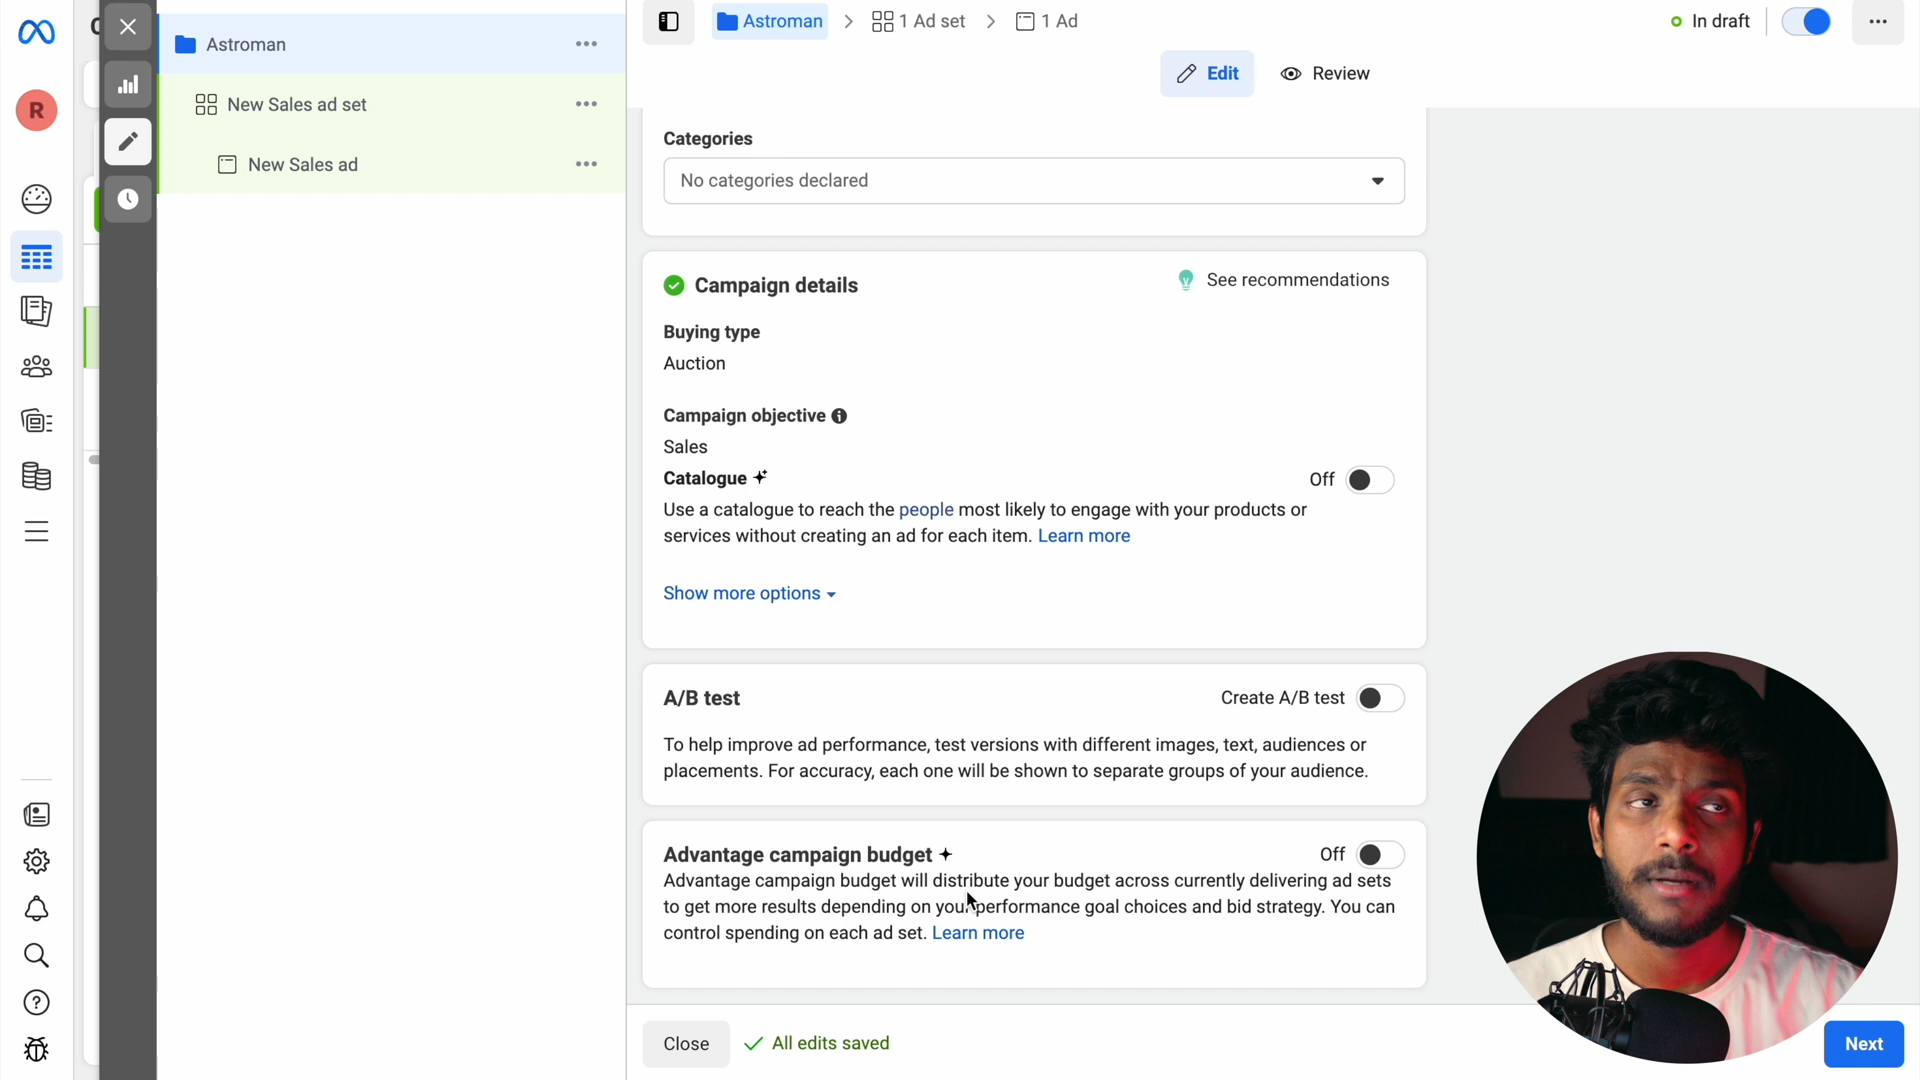 Astroman
New Sales ad set
New Sales ad
R
C
Astroman
1 Ad set
1 Ad
In draft
Edit
Review
Categories
No categories declared
Campaign details
See recommendations
Buying type
Auction
Campaign objective
Sales
Catalogue
Off
Use a catalogue to reach the people most likely to engage with your products or
services without creating an ad for each item. Learn more
Show more options
A/B test
Create A/B test
To help improve ad performance, test versions with different images, text, audiences or
placements. For accuracy, each one will be shown to separate groups of your audience.
Advantage campaign budget
Off
Advantage campaign budget will distribute your budget across currently delivering ad sets
to get more results depending on your performance goal choices and bid strategy. You can
control spending on each ad set. Learn more
Close
All edits saved
Next